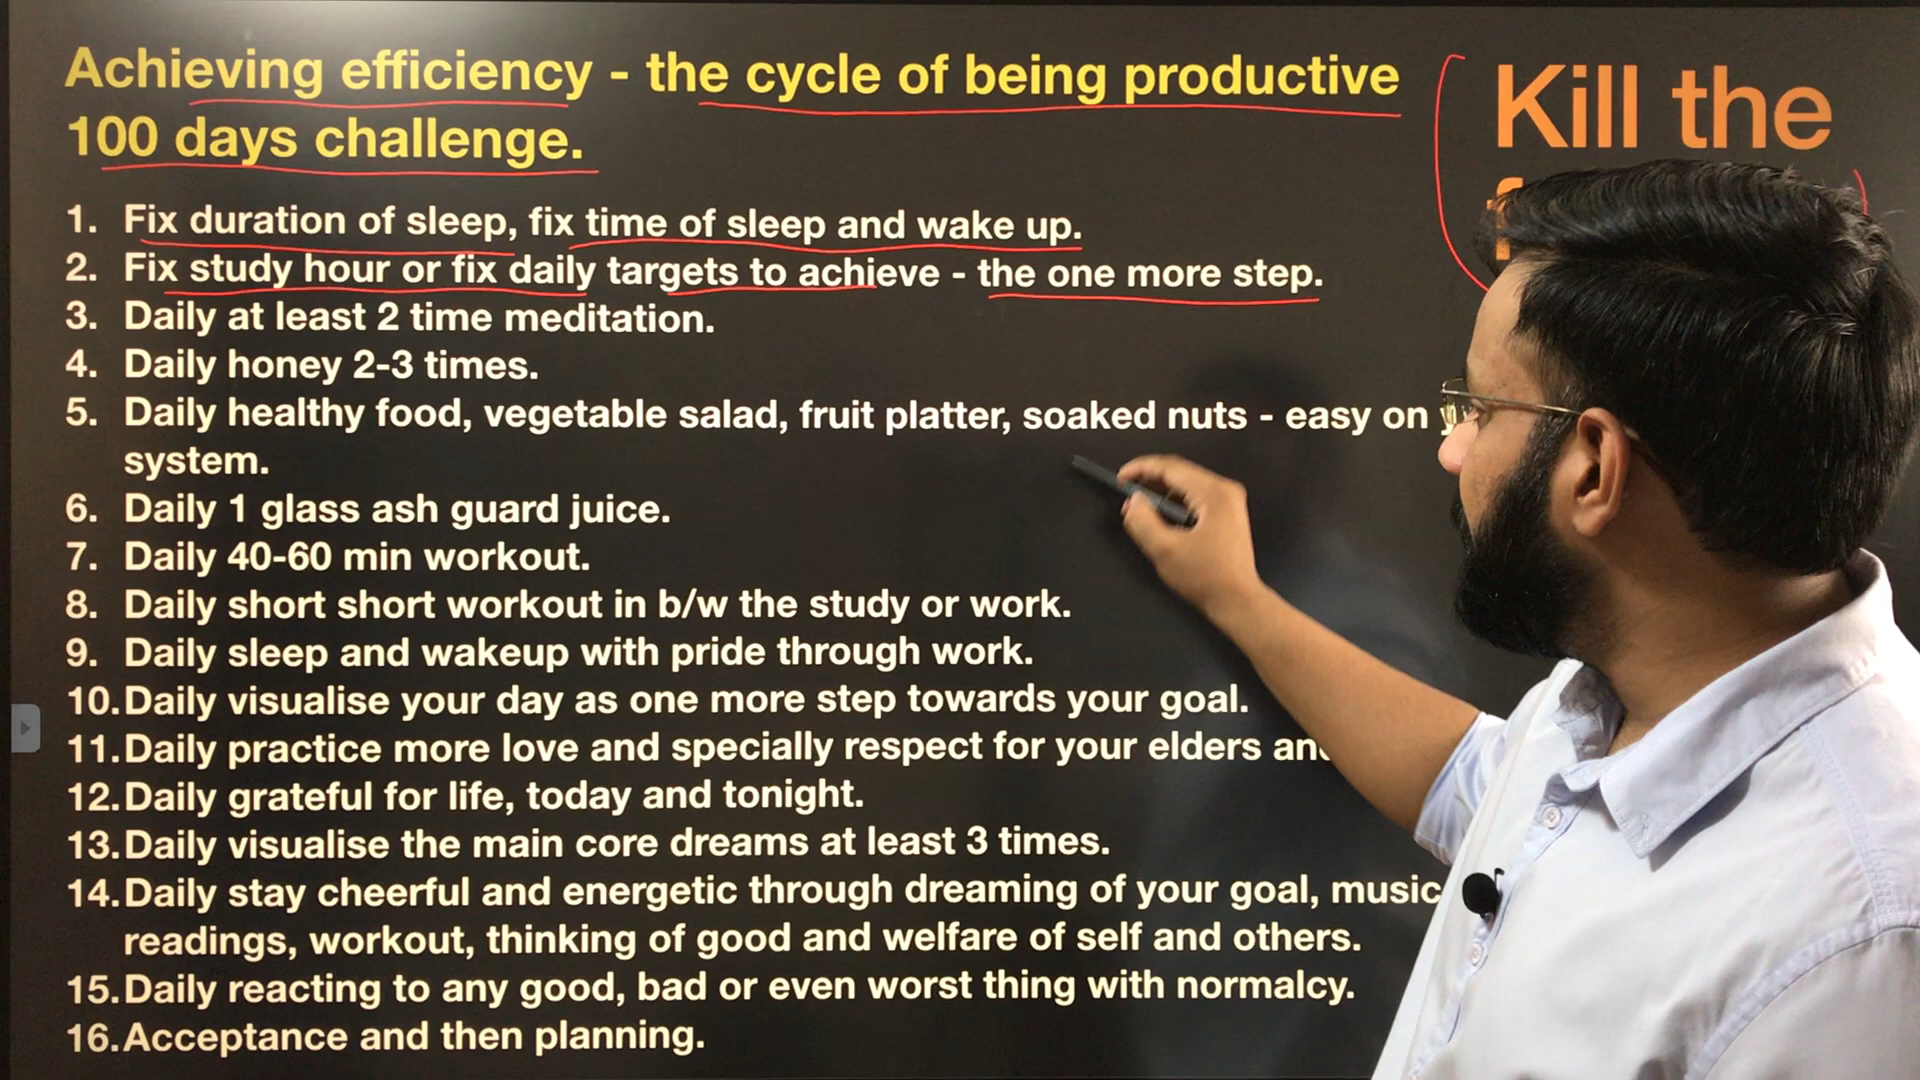 Achieving efficiency - the cycle of being productive
100 days challenge.
Kill the
1. Fix duration of sleep, fix time of sleep and wake up.
2. Fix study hour or fix daily targets to achieve - the one more step.
3. Daily at least 2 time meditation.
4. Daily honey 2-3 times.
5. Daily healthy food, vegetable salad, fruit platter, soaked nuts - easy on
system.
6. Daily 1 glass ash guard juice.
7. Daily 40-60 min workout.
8. Daily short short workout in b/w the study or work.
9. Daily sleep and wakeup with pride through work.
10. Daily visualise your day as one more step towards your goal.
11. Daily practice more love and specially respect for your elders
12. Daily grateful for life, today and tonight.
13. Daily visualise the main core dreams at least 3 times.
14. Daily stay cheerful and energetic through dreaming of your goal, music
readings, workout, thinking of good and welfare of self and others.
15. Daily reacting to any good, bad or even worst thing with normalcy.
16. Acceptance and then planning.